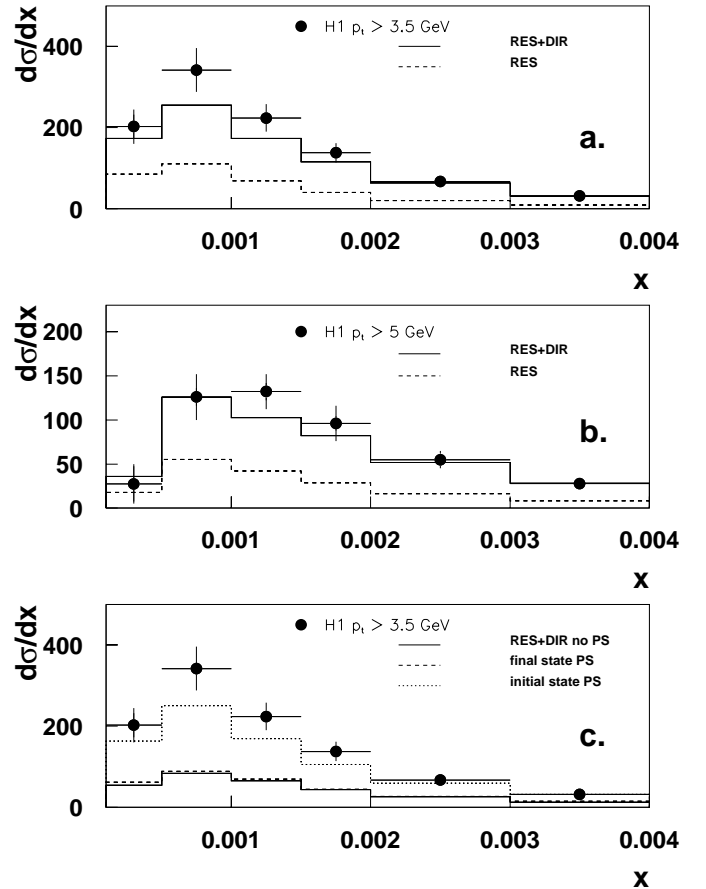 dσ/dx
H1 pt > 3.5 GeV
RES+DIR
RES
400
200
0
a.
0.001 0.002 0.003 0.004
x
dσ/dx
H1 pt > 5 GeV
RES+DIR
RES
200
150
100
50
0
b.
0.001 0.002 0.003 0.004
x
dσ/dx
H1 pt > 3.5 GeV
RES+DIR no PS
final state PS
initial state PS
400
200
0
c.
0.001 0.002 0.003 0.004
x